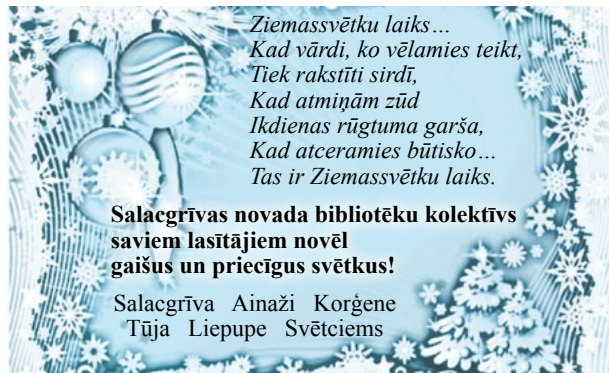 Ziemassvētku laiks…
Kad vārdi, ko vēlamies teikt,
Tiek rakstīti sirdī,
Kad atmiņām zūd
Ikdienas rūgtuma garša,
Kad atceramies būtisko…
Tas ir Ziemassvētku laiks.
Salacgrīvas novada bibliotēku kolektīvs
saviem lasītājiem novēl
gaišus un priecīgus svētkus!
Salacgrīva Ainaži Korģene
Tūja Liepupe Svētciems